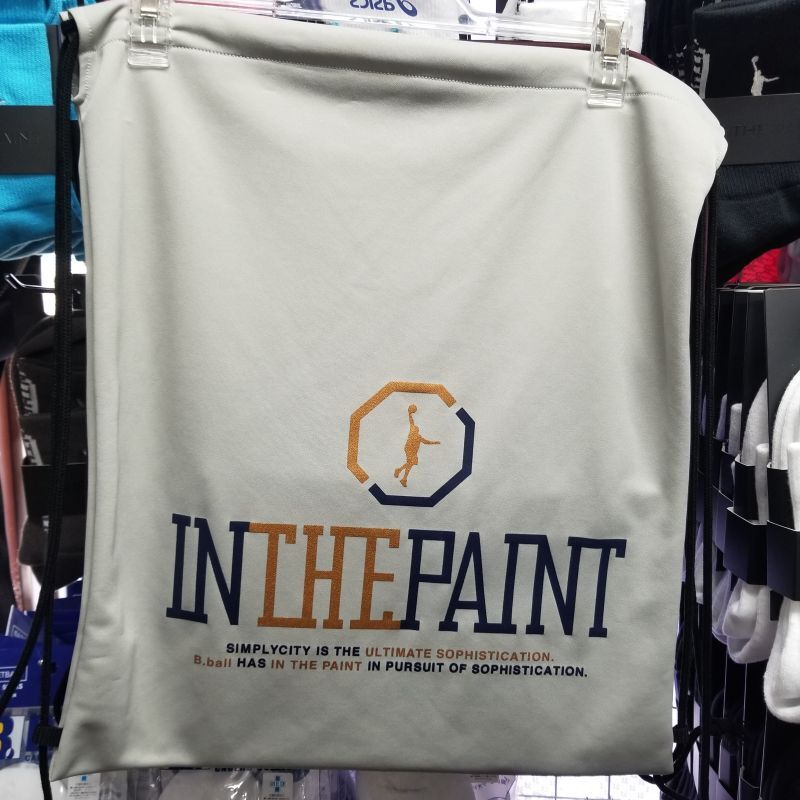 asics
INTHEPAINT
SIMPLYCITY IS THE ULTIMATE SOPHISTICATION.
B.ball HAS IN THE PAINT IN PURSUIT OF SOPHISTICATION.